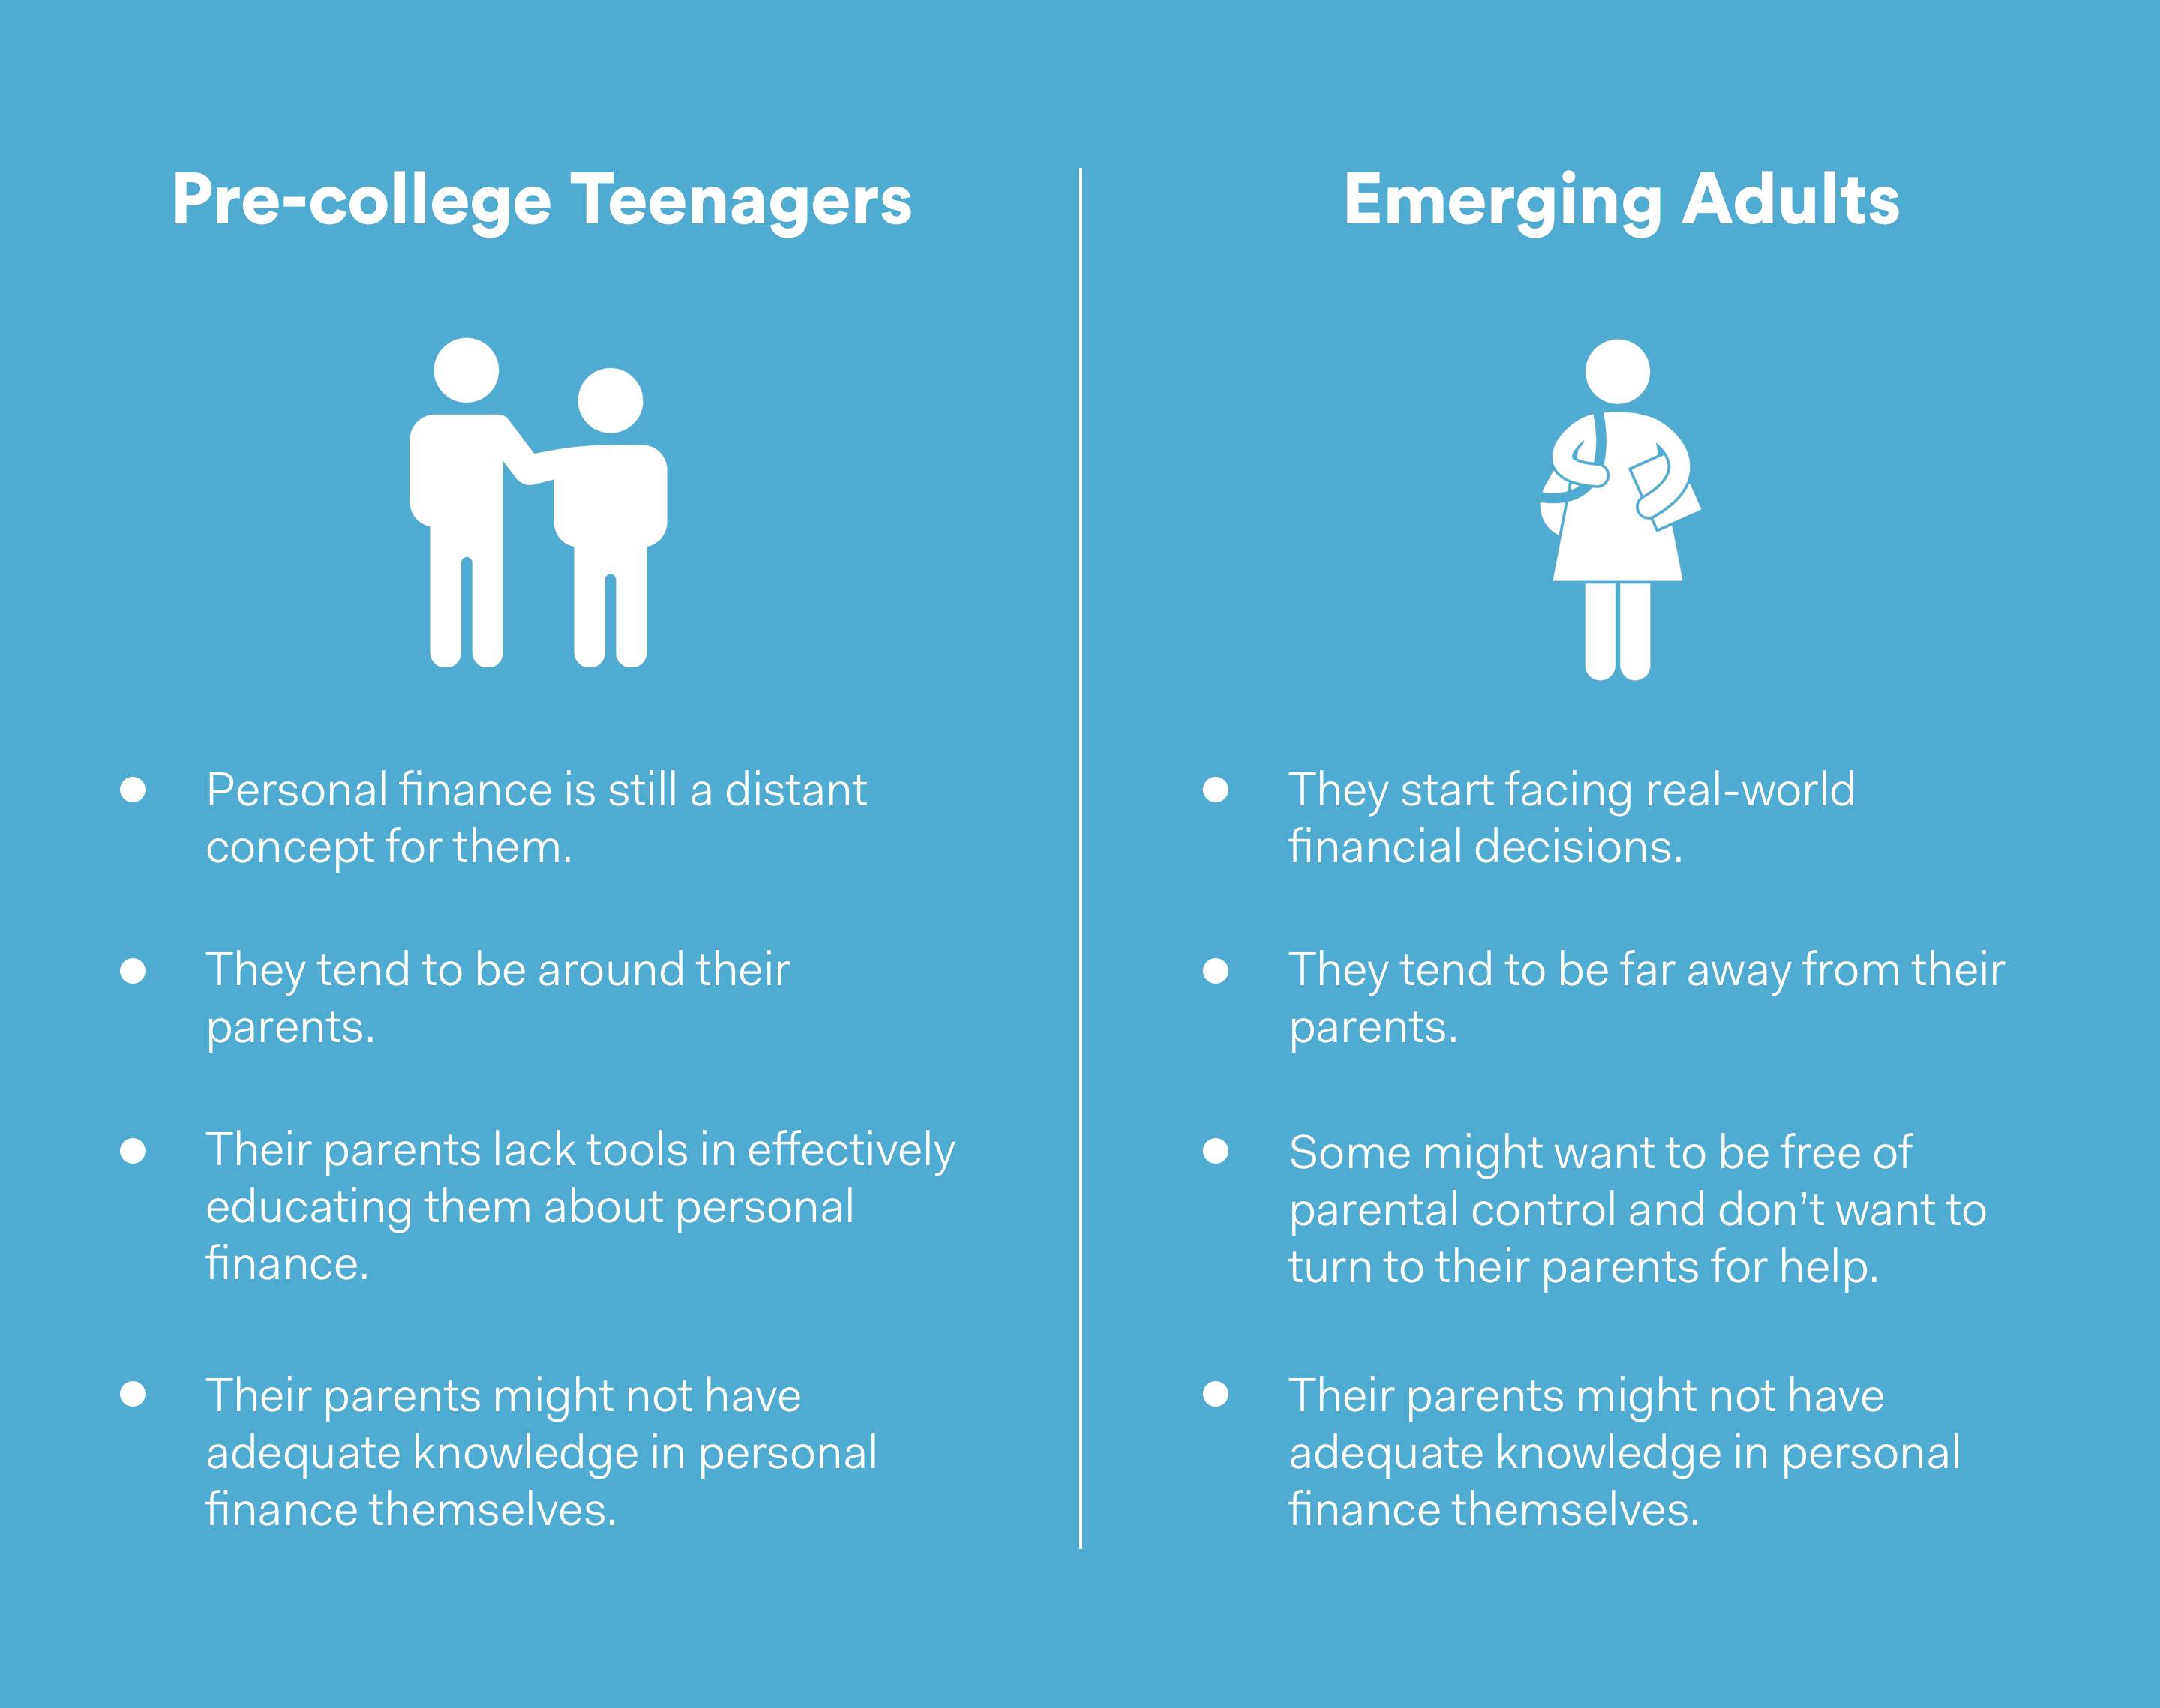 Pre-college Teenagers
Personal finance is still a distant
concept for them.
They tend to be around their
parents.
Their parents lack tools in effectively
educating them about personal
finance.
Their parents might not have
adequate knowledge in personal
finance themselves.
Emerging Adults
They start facing real-world
financial decisions.
They tend to be far away from their
parents.
Some might want to be free of
parental control and don't want to
turn to their parents for help.
Their parents might not have
adequate knowledge in personal
finance themselves.